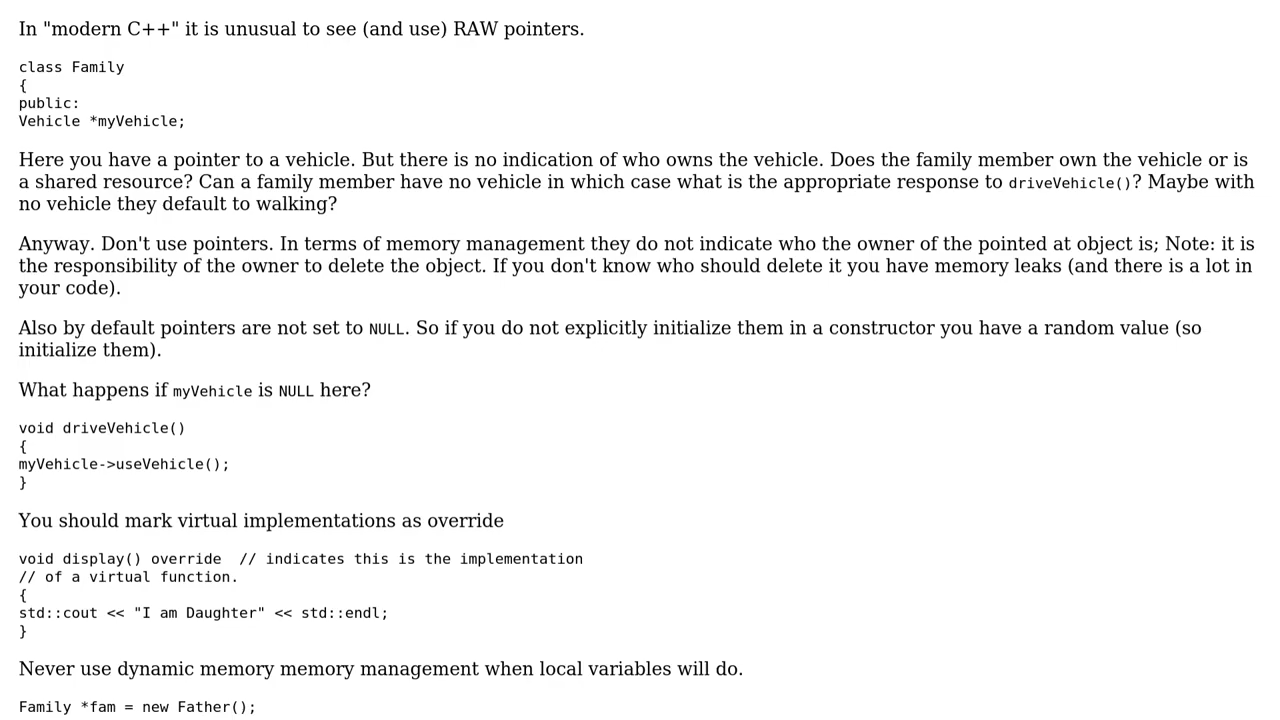 In "modern C++" it is unusual to see (and use) RAW pointers.
class Family
{
public:
Vehicle *myVehicle;
Here you have a pointer to a vehicle. But there is no indication of who owns the vehicle. Does the family member own the vehicle or is
a shared resource? Can a family member have no vehicle in which case what is the appropriate response to driveVehicle()? Maybe with
no vehicle they default to walking?
Anyway. Don't use pointers. In terms of memory management they do not indicate who the owner of the pointed at object is; Note: it is
the responsibility of the owner to delete the object. If you don't know who should delete it you have memory leaks (and there is a lot in
your code).
Also by default pointers are not set to NULL. So if you do not explicitly initialize them in a constructor you have a random value (so
initialize them).
What happens if myVehicle is NULL here?
void driveVehicle()
{
myVehicle->useVehicle();
}
You should mark virtual implementations as override
void display() override  // indicates this is the implementation
// of a virtual function.
{
std::cout << "I am Daughter" << std::endl;
}
Never use dynamic memory memory management when local variables will do.
Family *fam = new Father();